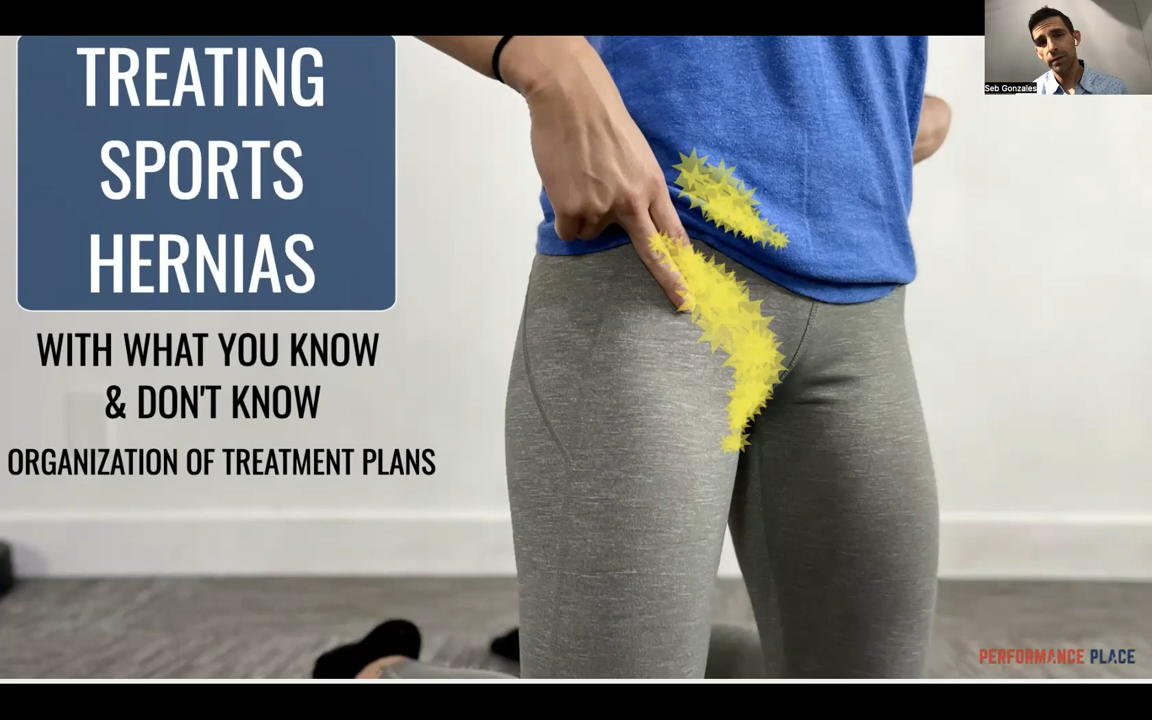 TREATING
SPORTS
HERNIAS
WITH WHAT YOU KNOW
& DON'T KNOW
ORGANIZATION OF TREATMENT PLANS
Seb Gonzales
PERFORMANCE PLACE